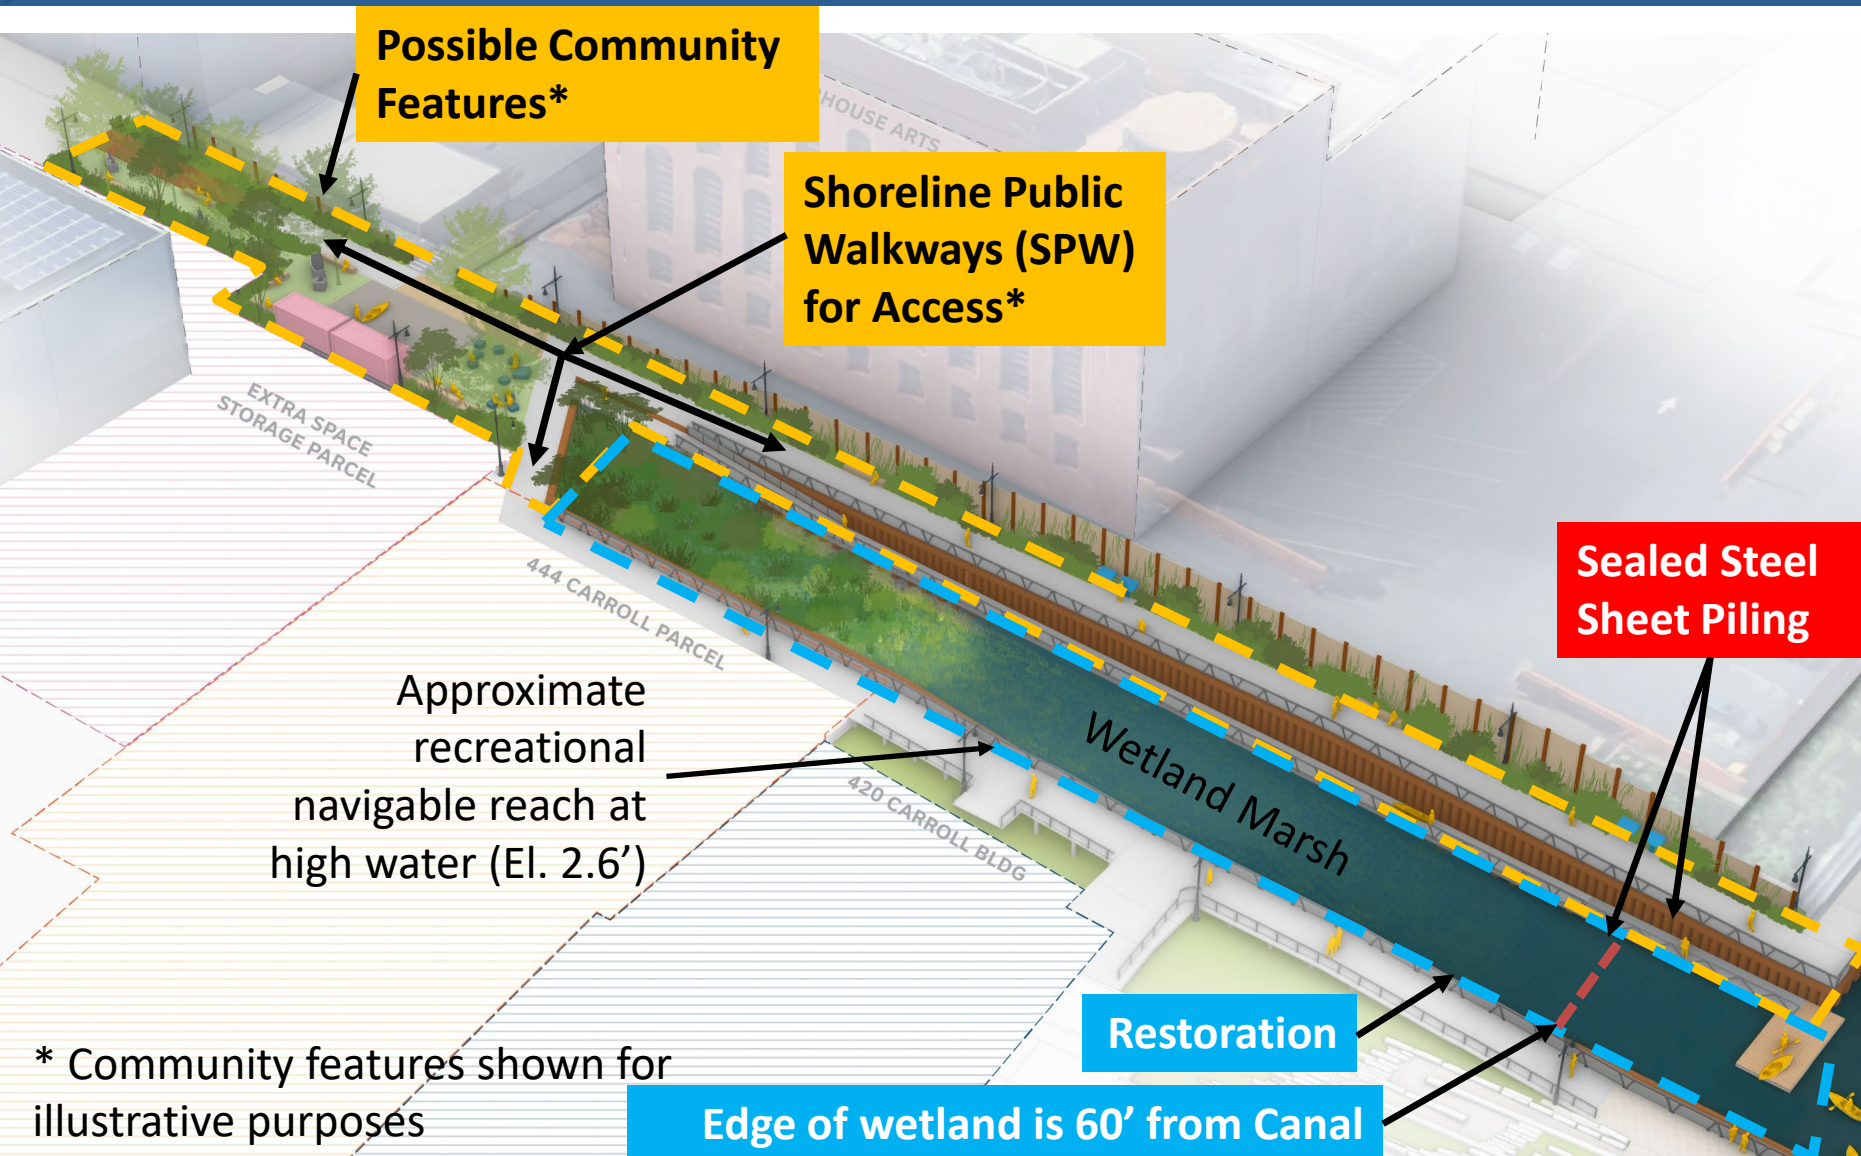 Possible Community
Features*
HOUSE ARTS
Shoreline Public
Walkways (SPW)
for Access*
EXTRA SPACE
STORAGE PARCEL
Sealed Steel
Sheet Piling
444 CARROLL PARCEL
Approximate
recreational
navigable reach at
high water (El. 2.6’)
Wetland Marsh
420 CARROLL BLDG
Restoration
* Community features shown for
illustrative purposes
Edge of wetland is 60’ from Canal